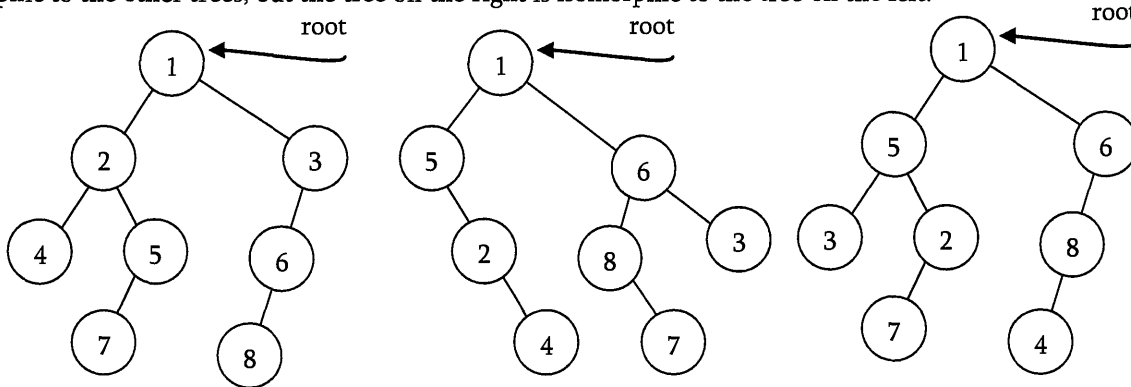 phic to the other trees, but the tree on the right is isomorphic to the tree on the left.
root root root
1 1 1
2 3 5 6 5 6
4 5 6 2 8 3 3 2 8
7 8 4 7 7 4